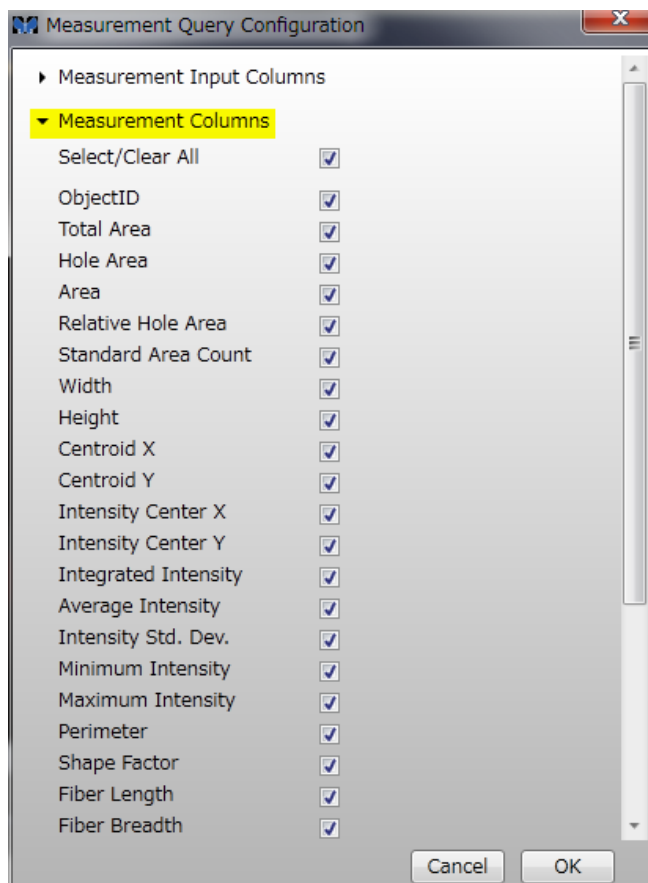 Measurement Query Configuration
Measurement Input Columns
Measurement Columns
Select/Clear All
ObjectID
Total Area
Hole Area
Area
Relative Hole Area
Standard Area Count
Width
Height
Centroid X
Centroid Y
Intensity Center X
Intensity Center Y
Integrated Intensity
Average Intensity
Intensity Std. Dev.
Minimum Intensity
Maximum Intensity
Perimeter
Shape Factor
Fiber Length
Fiber Breadth
Cancel OK